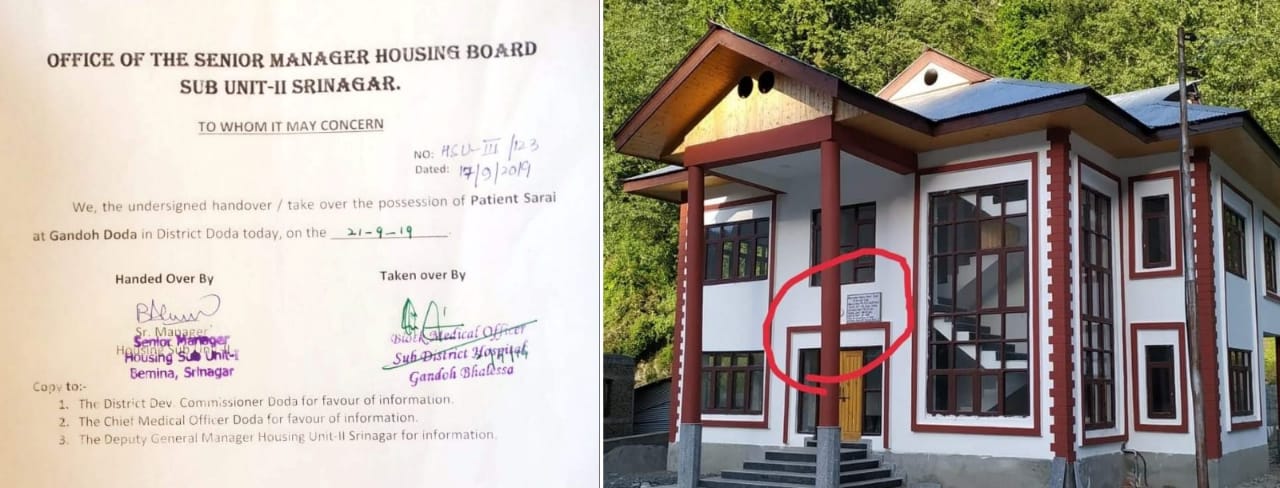 OFFICE OF THE SENIOR MANAGER HOUSING BOARD
SUB UNIT-II SRINAGAR.
TO WHOM IT MAY CONCERN
NO: HSU-III/123
Dated: 17/9/2019
We, the undersigned handover / take over the possession of Patient Sarai
at Gandoh Doda in District Doda today, on the 21-9-19.
Handed Over By
Taken over By
Sr. Manager
Housing Sub Unit-II
Senior Manager
Housing Sub Unit-I
Bemina, Srinagar
Block Medical Officer
Sub District Hospital
Gandoh Bhalessa
Copy to:-
1. The District Dev. Commissioner Doda for favour of information.
2. The Chief Medical Officer Doda for favour of information.
3. The Deputy General Manager Housing Unit-II Srinagar for information.